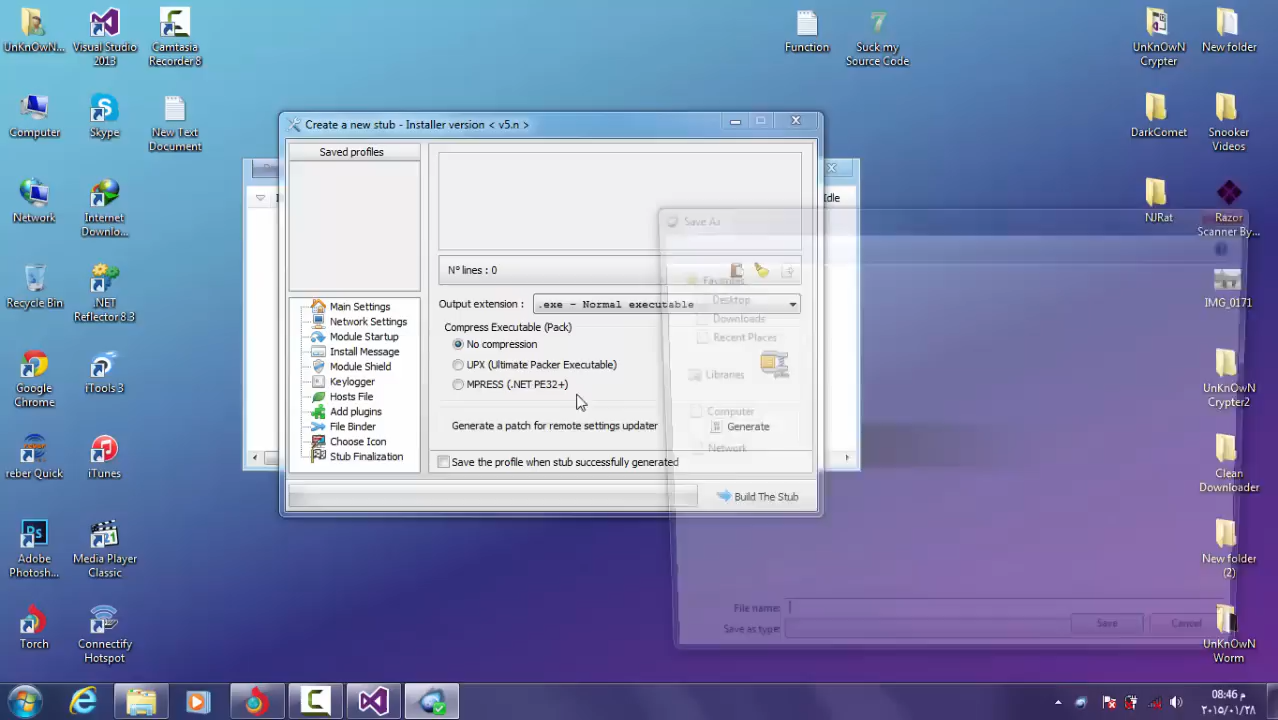 UnKnOwN...
Visual Studio
2013
Camtasia
Recorder 8
Function
Suck my
Source Code
UnKnOwN
Crypter
New folder
Computer
Skype
New Text
Document
DarkComet
Snooker
Videos
Create a new stub - Installer version < v5.n >
Saved profiles
Idle
Network
Internet
Downlo...
NJRat
Razor
Scanner By...
Save As
N° lines : 0
Favorites
Desktop
Downloads
Recent Places
Libraries
Computer
Network
Output extension :
.exe - Normal executable
Compress Executable (Pack)
No compression
UPX (Ultimate Packer Executable)
MPRESS (.NET PE32+)
Generate a patch for remote settings updater
Generate
Save the profile when stub successfully generated
Main Settings
Network Settings
Module Startup
Install Message
Module Shield
Keylogger
Hosts File
Add plugins
File Binder
Choose Icon
Stub Finalization
Build The Stub
Recycle Bin
.NET
Reflector 8.3
IMG_0171
Google
Chrome
iTools 3
UnKnOwN
Crypter2
reber Quick
iTunes
Clean
Downloader
Adobe
Photosh...
Media Player
Classic
New folder
(2)
File name:
Save as type:
Save
Cancel
Torch
Connectify
Hotspot
UnKnOwN
Worm
08:46 م
٢٠١٥/٠١/٢٨